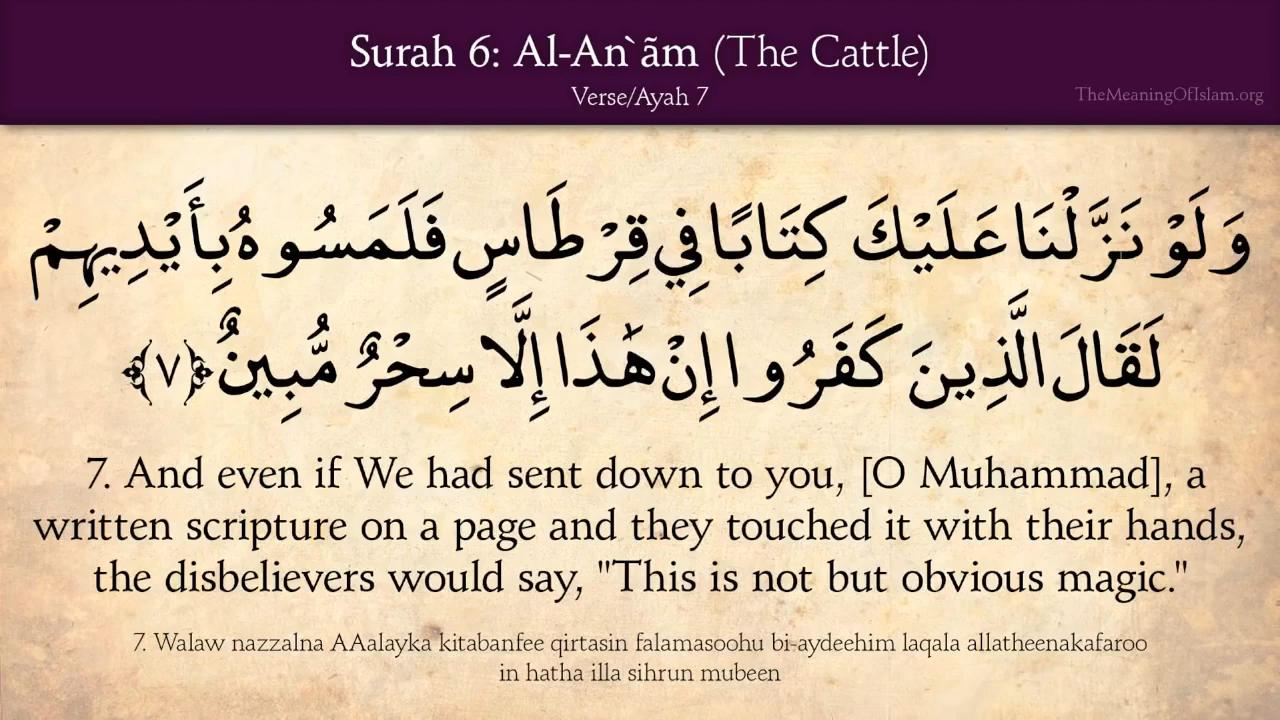 Surah 6: Al-An`ãm (The Cattle)
Verse/Ayah 7
TheMeaningOfIslam.org
وَلَوْ نَزَّلْنَا عَلَيْكَ كِتَابًا فِي قِرْطَاسٍ فَلَمَسُوهُ بِأَيْدِيهِمْ
لَقَالَ الَّذِينَ كَفَرُوا إِنْ هَٰذَا إِلَّا سِحْرٌ مُّبِينٌ ﴿٧﴾
7. And even if We had sent down to you, [O Muhammad], a
written scripture on a page and they touched it with their hands,
the disbelievers would say, "This is not but obvious magic."
7. Walaw nazzalna AAalayka kitabanfee qirtasin falamasoohu bi-aydeehim laqala allatheenakafaroo
in hatha illa sihrun mubeen